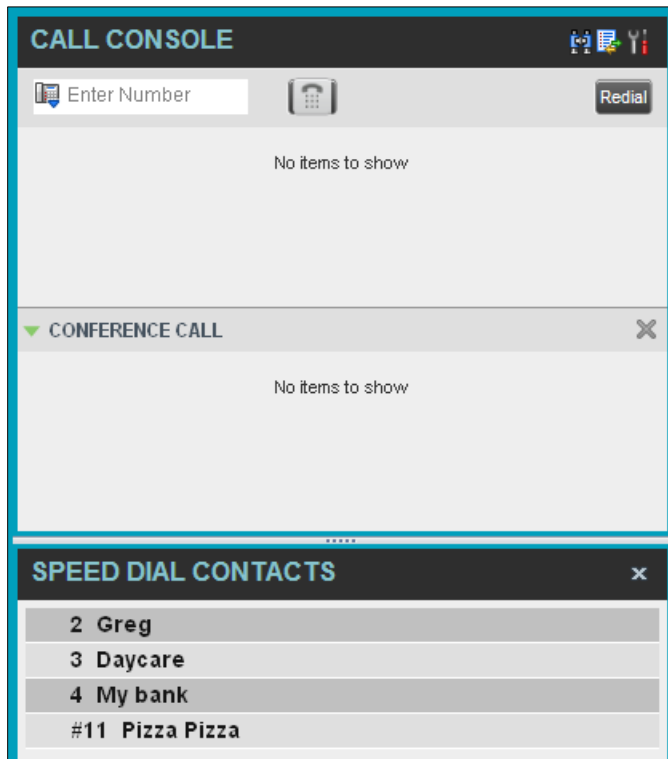 CALL CONSOLE
Enter Number
Redial
No items to show
CONFERENCE CALL
No items to show
SPEED DIAL CONTACTS
2 Greg
3 Daycare
4 My bank
#11 Pizza Pizza